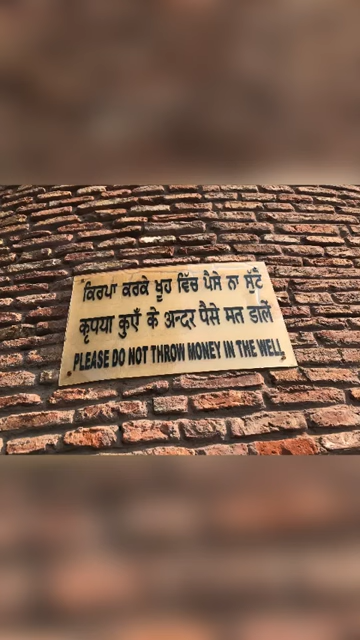 ਕਿਰਪਾ ਕਰਕੇ ਖੂਹ ਵਿੱਚ ਪੈਸੇ ਨਾ ਸੁੱਟੋ
कृपया कुएँ के अन्दर पैसे मत डालें
PLEASE DO NOT THROW MONEY IN THE WELL